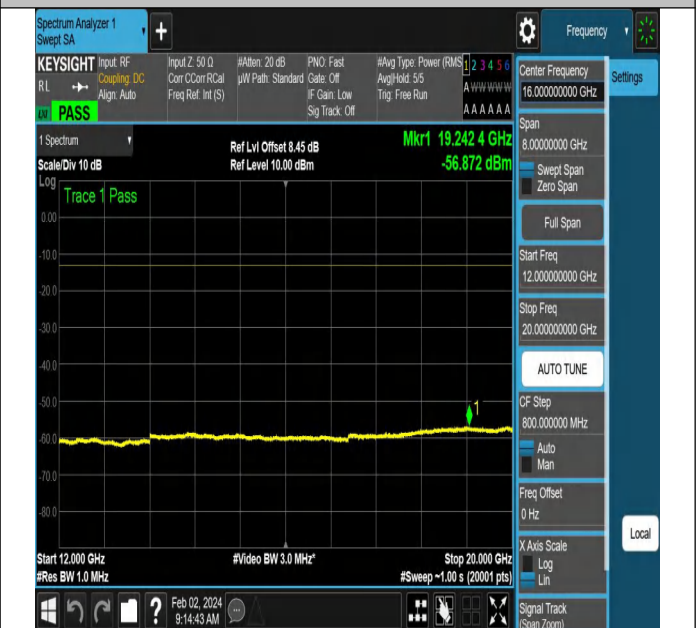 Spectrum Analyzer 1
Swept SA
Frequency
KEYSIGHT
RL
Input: RF
Coupling: DC
Align: Auto
Input Z: 50 Ω
Corr CCorr RCal
Freq Ref: Int (S)
#Atten: 20 dB
µW Path: Standard
PNO: Fast
Gate: Off
IF Gain: Low
Sig Track: Off
#Avg Type: Power (RMS
Avg|Hold: 5/5
Trig: Free Run
1 2 3 4 5 6
A W W W W W
A A A A A A
PASS
1 Spectrum
Scale/Div 10 dB
Ref Lvl Offset 8.45 dB
Ref Level 10.00 dBm
Mkr1 19.242 4 GHz
-56.872 dBm
Log
Trace 1 Pass
0.00
-10.0
-20.0
-30.0
-40.0
-50.0
-60.0
-70.0
-80.0
1
Start 12.000 GHz
#Res BW 1.0 MHz
#Video BW 3.0 MHz*
Stop 20.000 GHz
#Sweep ~1.00 s (20001 pts)
Feb 02, 2024
9:14:43 AM
Center Frequency
16.000000000 GHz
Settings
Span
8.00000000 GHz
Swept Span
Zero Span
Full Span
Start Freq
12.000000000 GHz
Stop Freq
20.000000000 GHz
AUTO TUNE
CF Step
800.000000 MHz
Auto
Man
Freq Offset
0 Hz
X Axis Scale
Log
Lin
Local
Signal Track
(Span Zoom)